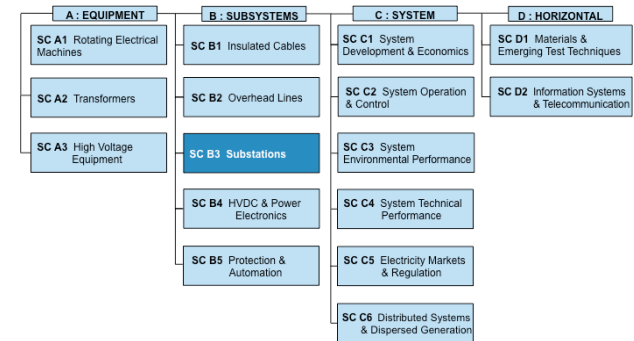 A : EQUIPMENT
SC A1 Rotating Electrical
Machines
SC A2 Transformers
SC A3 High Voltage
Equipment
B : SUBSYSTEMS
SC B1 Insulated Cables
SC B2 Overhead Lines
SC B3 Substations
SC B4 HVDC & Power
Electronics
SC B5 Protection &
Automation
C : SYSTEM
SC C1 System
Development & Economics
SC C2 System Operation
& Control
SC C3 System
Environmental Performance
SC C4 System Technical
Performance
SC C5 Electricity Markets
& Regulation
SC C6 Distributed Systems
& Dispersed Generation
D : HORIZONTAL
SC D1 Materials &
Emerging Test Techniques
SC D2 Information Systems
& Telecommunication